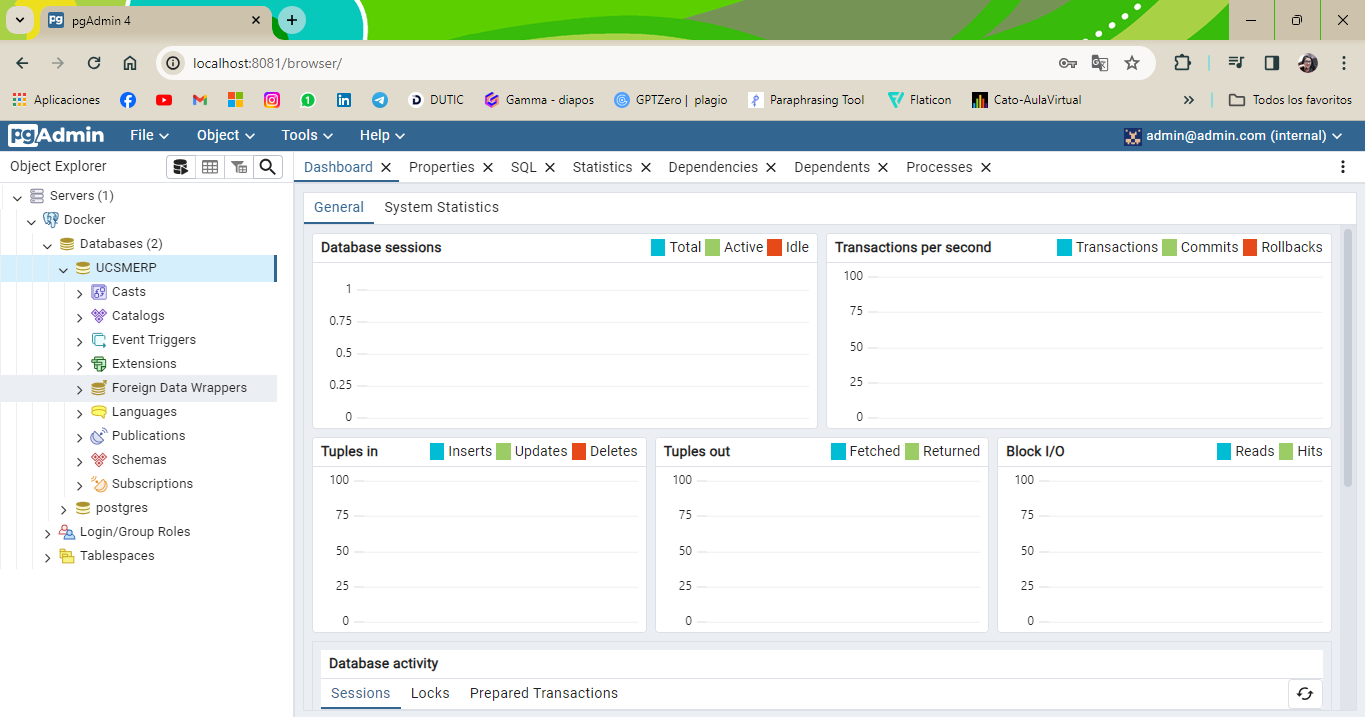 pgAdmin 4
localhost:8081/browser/
Aplicaciones DUTIC Gamma - diapos GPTZero | plagio Paraphrasing Tool Flaticon Cato-AulaVirtual Todos los favoritos
pgAdmin File Object Tools Help admin@admin.com (internal)
Object Explorer
Dashboard Properties SQL Statistics Dependencies Dependents Processes
Servers (1)
Docker
Databases (2)
UCSMERP
Casts
Catalogs
Event Triggers
Extensions
Foreign Data Wrappers
Languages
Publications
Schemas
Subscriptions
postgres
Login/Group Roles
Tablespaces
General System Statistics
Database sessions Total Active Idle
1
0.75
0.5
0.25
0
Transactions per second Transactions Commits Rollbacks
100
75
50
25
0
Tuples in Inserts Updates Deletes
100
75
50
25
0
Tuples out Fetched Returned
100
75
50
25
0
Block I/O Reads Hits
100
75
50
25
0
Database activity
Sessions Locks Prepared Transactions